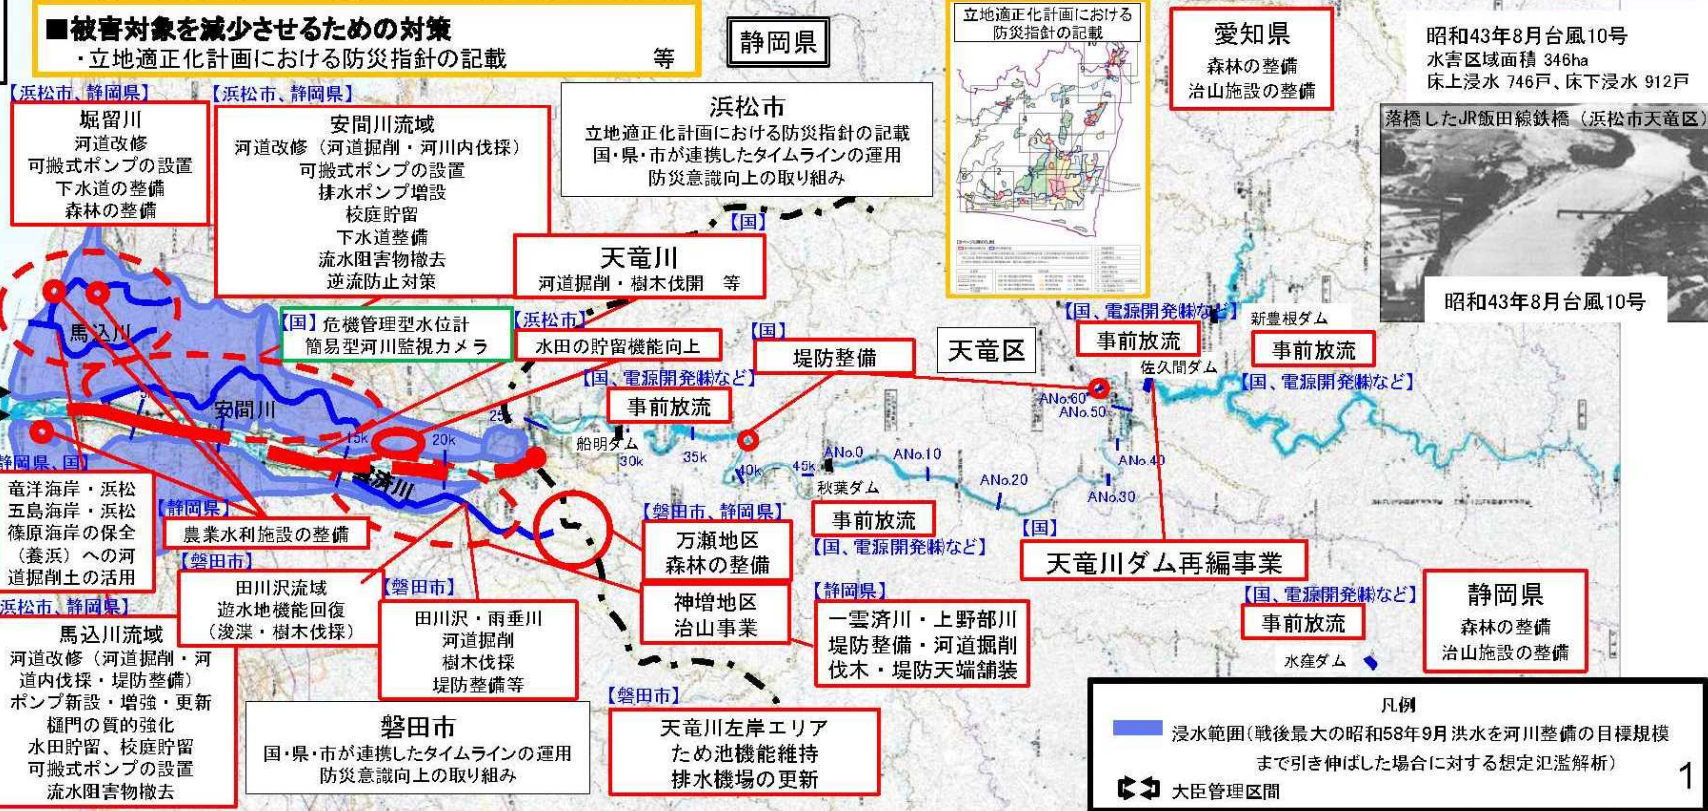 ■被害対象を減少させるための対策
・立地適正化計画における防災指針の記載 等
静岡県
立地適正化計画における
防災指針の記載
愛知県
森林の整備
治山施設の整備
昭和43年8月台風10号
水害区域面積 346ha
床上浸水 746戸、床下浸水 912戸
落橋したJR飯田線鉄橋（浜松市天竜区）
昭和43年8月台風10号
【浜松市、静岡県】
堀留川
河道改修
可搬式ポンプの設置
下水道の整備
森林の整備
【浜松市、静岡県】
安間川流域
河道改修（河道掘削・河川内伐採）
可搬式ポンプの設置
排水ポンプ増設
校庭貯留
下水道整備
流水阻害物撤去
逆流防止対策
浜松市
立地適正化計画における防災指針の記載
国・県・市が連携したタイムラインの運用
防災意識向上の取り組み
【国】
天竜川
河道掘削・樹木伐開 等
【国】 危機管理型水位計
簡易型河川監視カメラ
【浜松市】
水田の貯留機能向上
【国】
堤防整備
天竜区
【国、電源開発㈱など】
事前放流
新豊根ダム
事前放流
【国、電源開発㈱など】
佐久間ダム
【国、電源開発㈱など】
事前放流
船明ダム
馬込川
安間川
15k
20k
25k
30k
35k
40k
45k
ANo.0
ANo.10
ANo.20
ANo.30
ANo.40
ANo.50
ANo.60
秋葉ダム
事前放流
【国、電源開発㈱など】
【国】
天竜川ダム再編事業
静岡県、国】
竜洋海岸・浜松
五島海岸・浜松
篠原海岸の保全
（養浜）への河
道掘削土の活用
【静岡県】
農業水利施設の整備
【磐田市】
田川沢流域
遊水地機能回復
（浚渫・樹木伐採）
【磐田市】
田川沢・雨垂川
河道掘削
樹木伐採
堤防整備等
【磐田市、静岡県】
万瀬地区
森林の整備
神増地区
治山事業
【静岡県】
一雲済川・上野部川
堤防整備・河道掘削
伐木・堤防天端舗装
浜松市、静岡県】
馬込川流域
河道改修（河道掘削・河
道内伐採・堤防整備）
ポンプ新設・増強・更新
樋門の質的強化
水田貯留、校庭貯留
可搬式ポンプの設置
流水阻害物撤去
磐田市
国・県・市が連携したタイムラインの運用
防災意識向上の取り組み
【磐田市】
天竜川左岸エリア
ため池機能維持
排水機場の更新
【国、電源開発㈱など】
事前放流
水窪ダム
静岡県
森林の整備
治山施設の整備
凡例
浸水範囲（戦後最大の昭和58年9月洪水を河川整備の目標規模
まで引き伸ばした場合に対する想定氾濫解析）
大臣管理区間
1